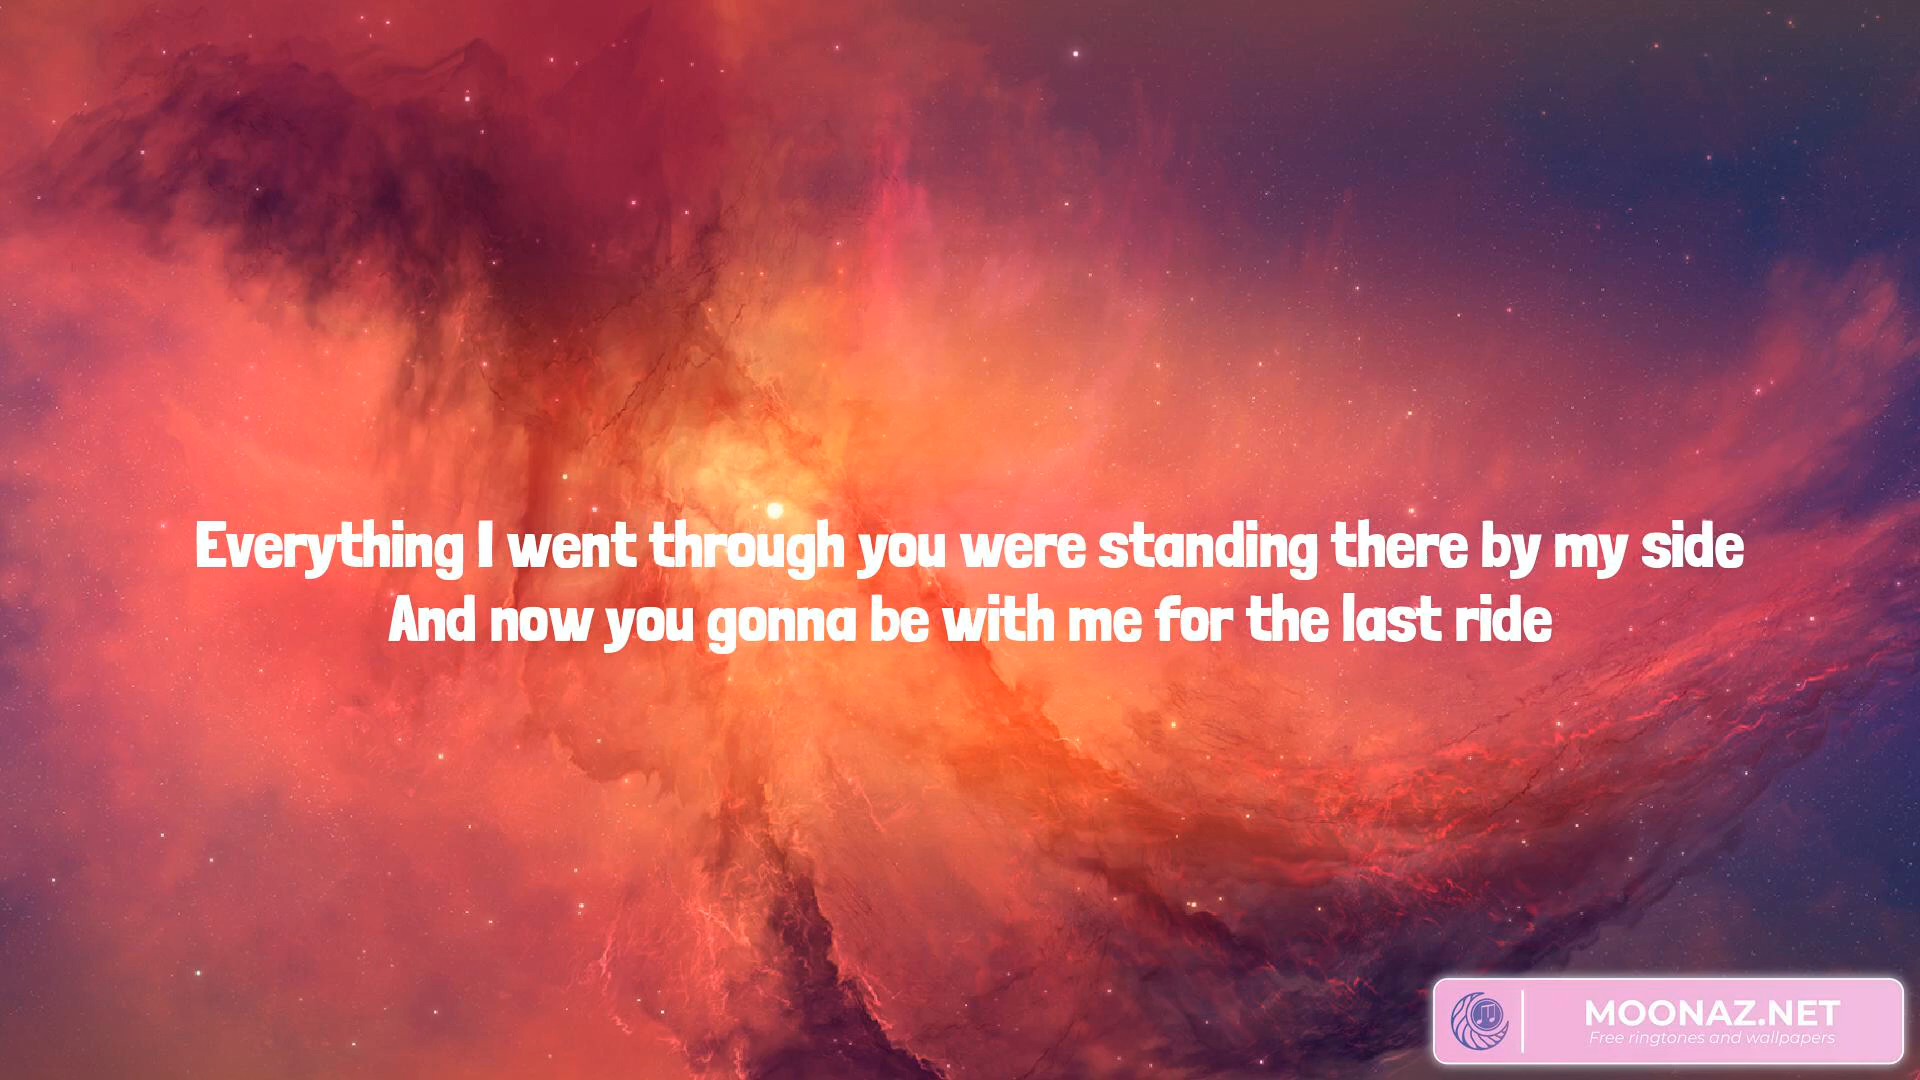 Everything I went through you were standing there by my side
And now you gonna be with me for the last ride
MOONAZ.NET
Free ringtones and wallpapers